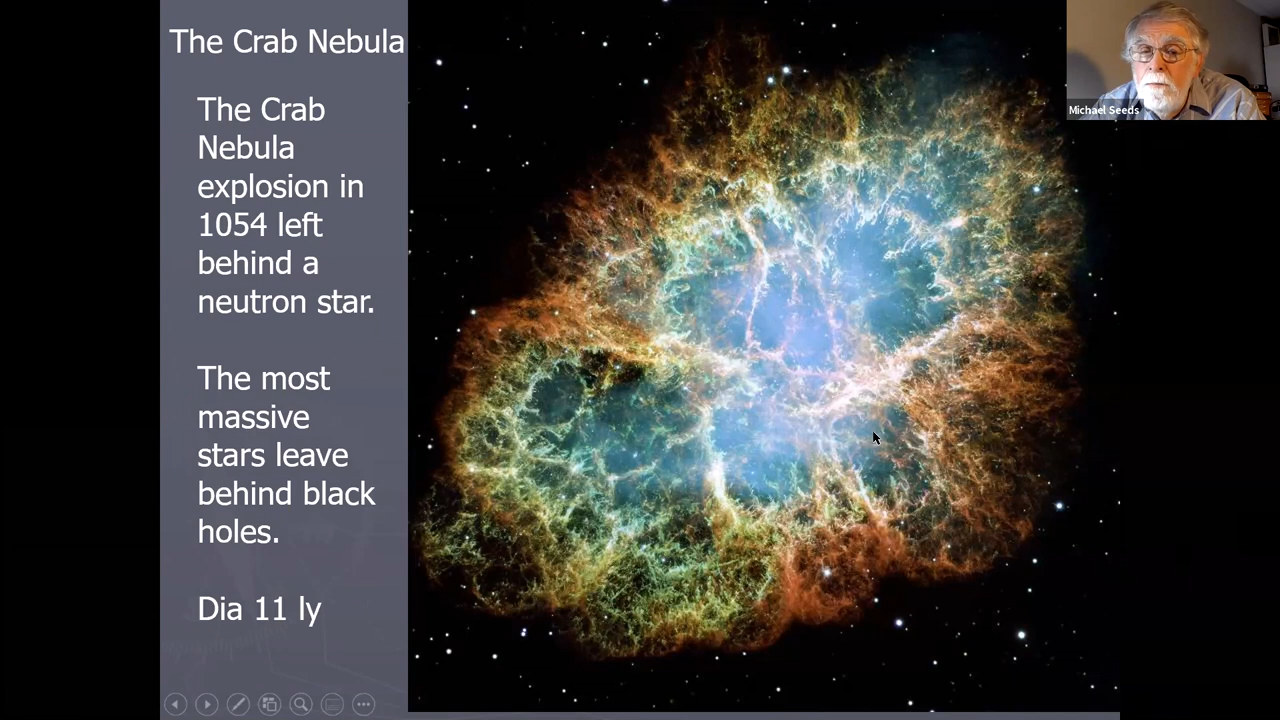 The Crab Nebula
The Crab
Nebula
explosion in
1054 left
behind a
neutron star.
The most
massive
stars leave
behind black
holes.
Dia 11 ly
Michael Seeds